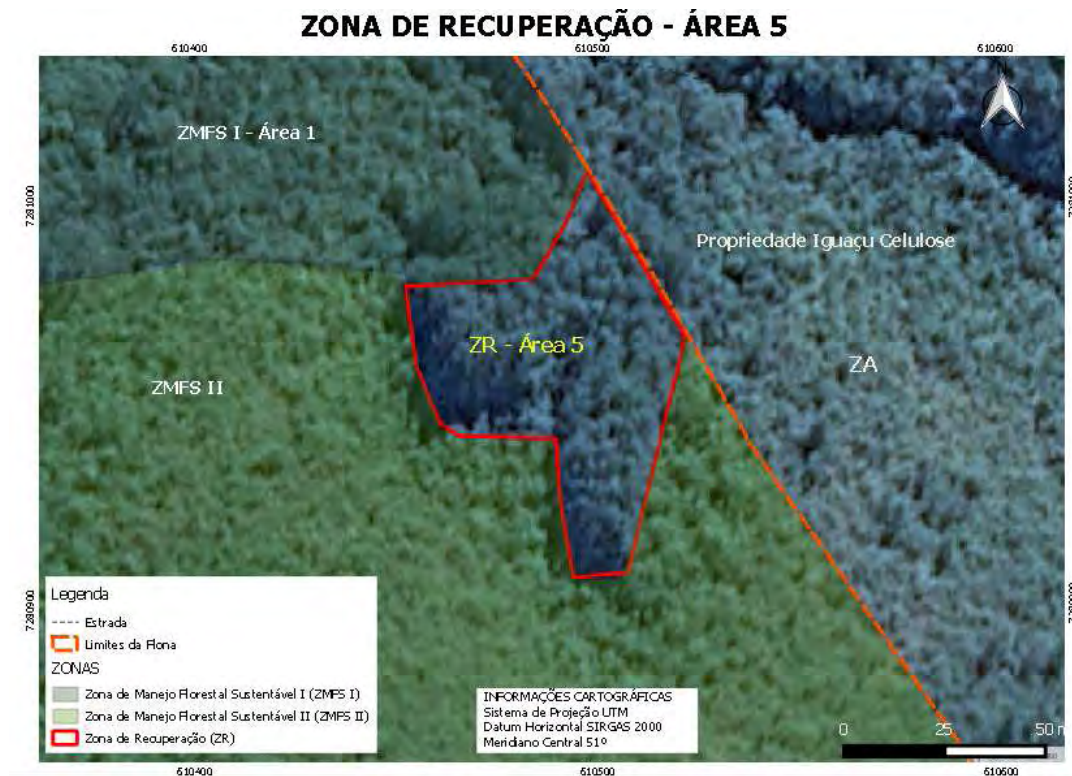 ZONA DE RECUPERAÇÃO - ÁREA 5
610400 610500 610600
ZMFS I - Área 1
7281000
7281000
Propriedade Iguaçu Celulose
ZR - Área 5
ZA
ZMFS II
7280900
7280900
Legenda
Estrada
Limites da Flona
ZONAS
Zona de Manejo Florestal Sustentável I (ZMFS I)
Zona de Manejo Florestal Sustentável II (ZMFS II)
Zona de Recuperação (ZR)
INFORMAÇÕES CARTOGRÁFICAS
Sistema de Projeção UTM
Datum Horizontal SIRGAS 2000
Meridiano Central 51º
0 25 50 m
610400 610500 610600